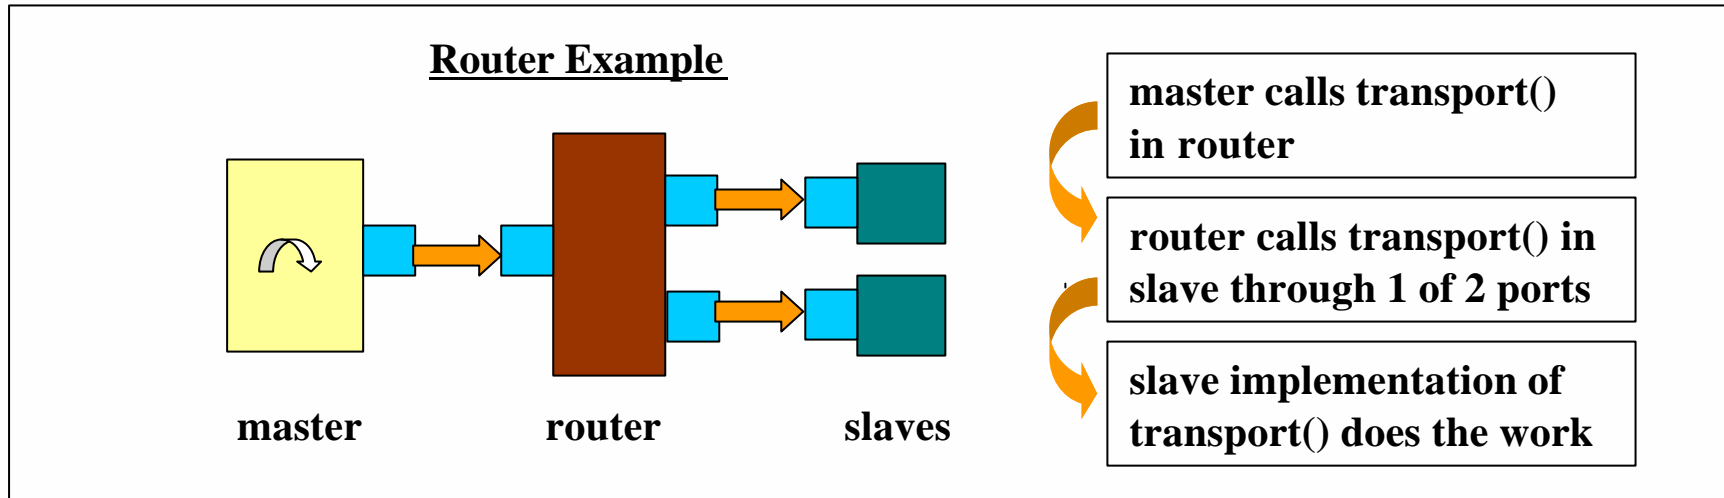 Router Example
master
router
slaves
master calls transport()
in router
router calls transport() in
slave through 1 of 2 ports
slave implementation of
transport() does the work